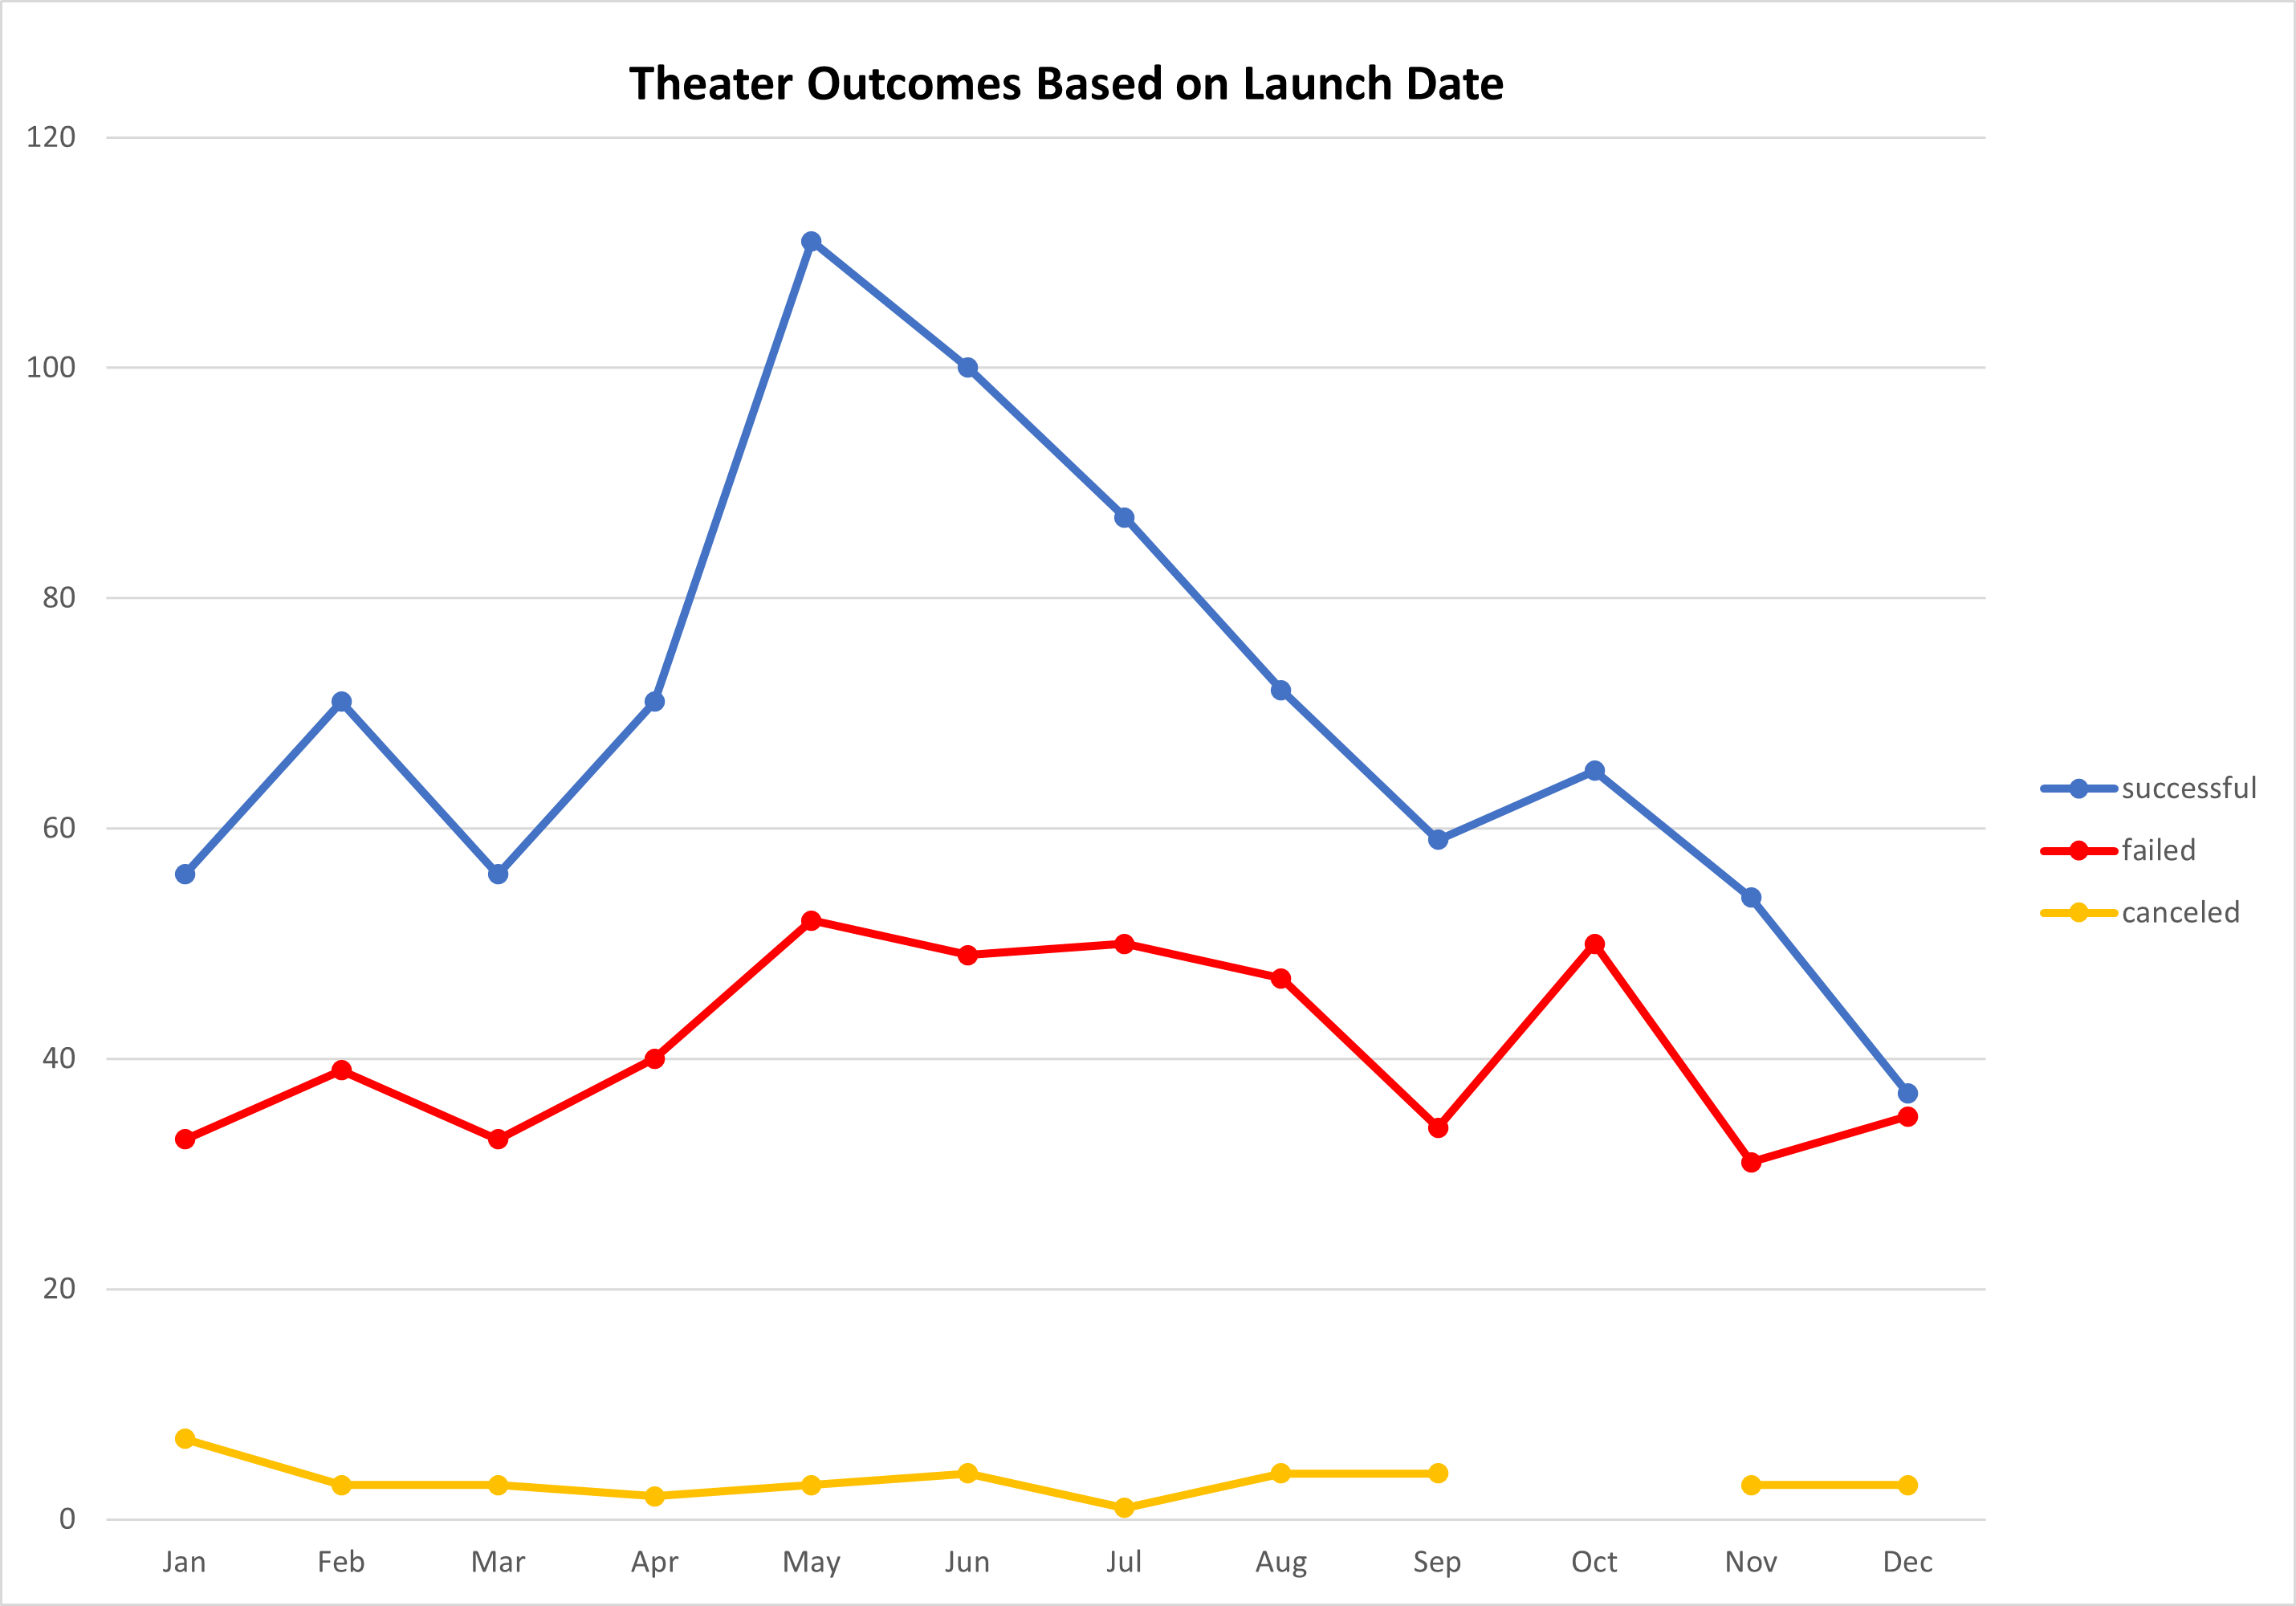 Theater Outcomes Based on Launch Date
120
100
80
60
40
20
0
Jan Feb Mar Apr May Jun Jul Aug Sep Oct Nov Dec
successful
failed
canceled